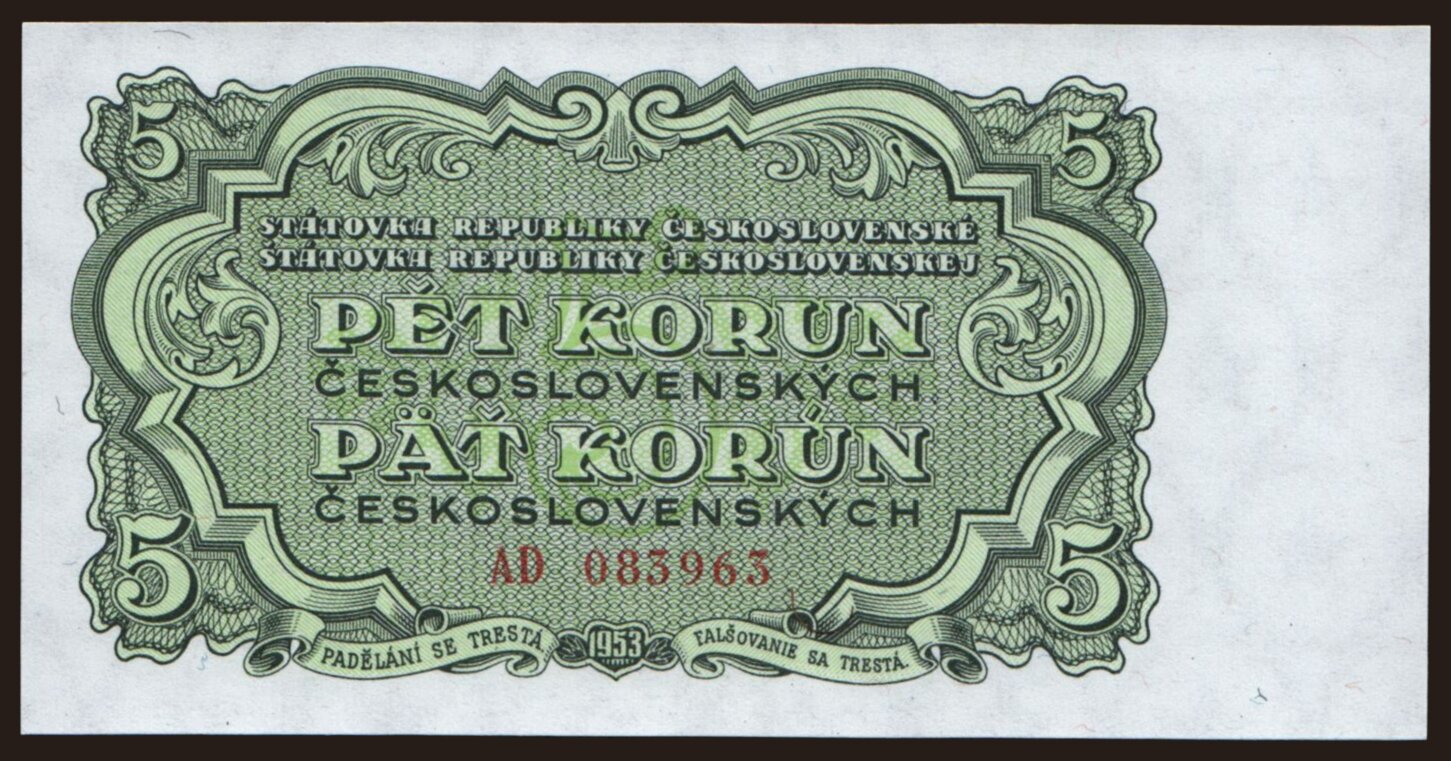 5 5
STÁTOVKA REPUBLIKY ČESKOSLOVENSKÉ
ŠTÁTOVKA REPUBLIKY ČESKOSLOVENSKEJ
PĚT KORUN
ČESKOSLOVENSKÝCH
PÄŤ KORÚN
ČESKOSLOVENSKÝCH
AD 083963
5 5
PADĚLÁNÍ SE TRESTÁ. 1953 FALŠOVANIE SA TRESTÁ.